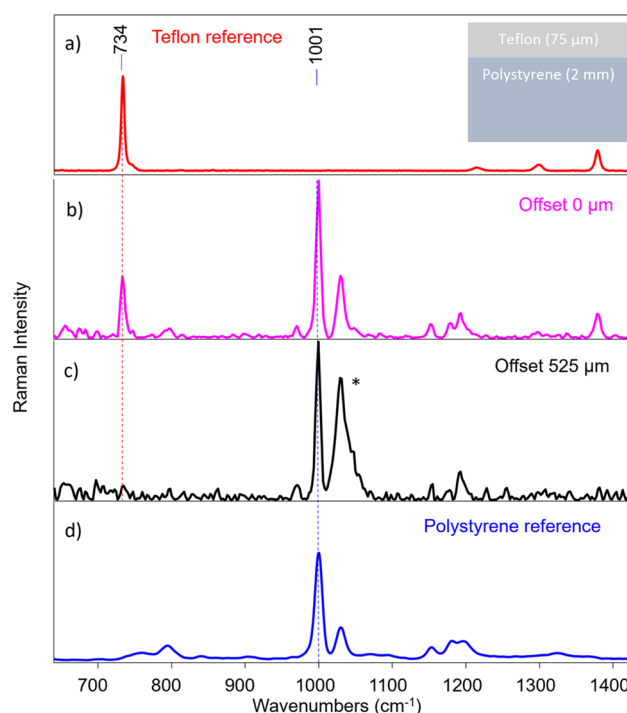 a)
734
Teflon reference
1001
Teflon (75 µm)
Polystyrene (2 mm)
b)
Offset 0 µm
c)
Offset 525 µm
*
d)
Polystyrene reference
Raman Intensity
700 800 900 1000 1100 1200 1300 1400
Wavenumbers (cm⁻¹)